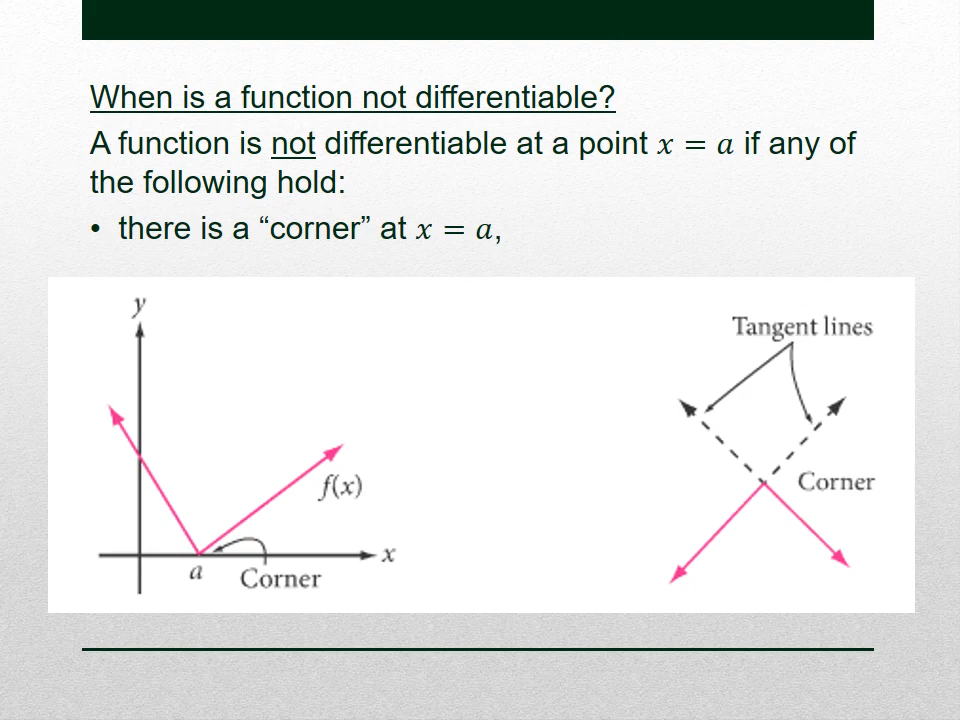 When is a function not differentiable?
A function is not differentiable at a point 𝑥 = 𝑎 if any of
the following hold:
• there is a “corner” at 𝑥 = 𝑎,
y
f(x)
x
a
Corner
Tangent lines
Corner